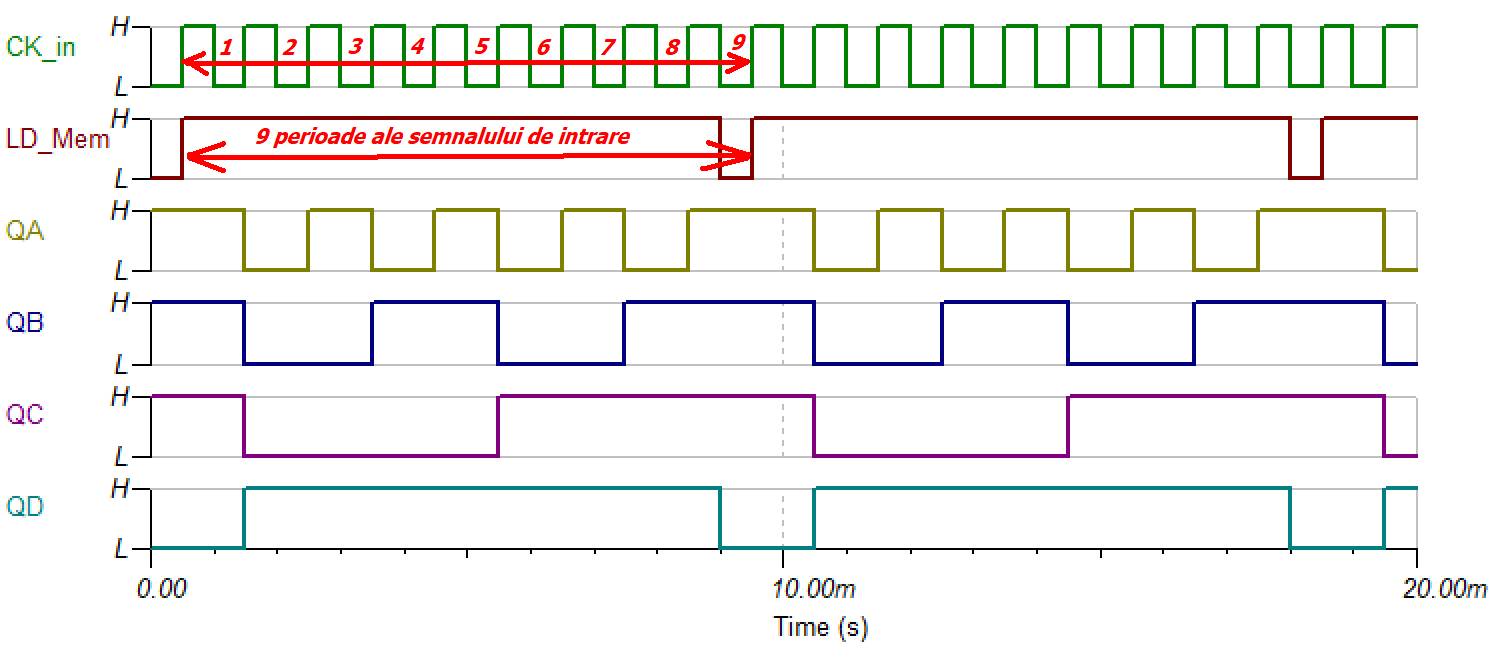 H
CK_in
1 2 3 4 5 6 7 8 9
L
H
LD_Mem
9 perioade ale semnalului de intrare
L
H
QA
L
H
QB
L
H
QC
L
H
QD
L
0.00 10.00m 20.00m
Time (s)